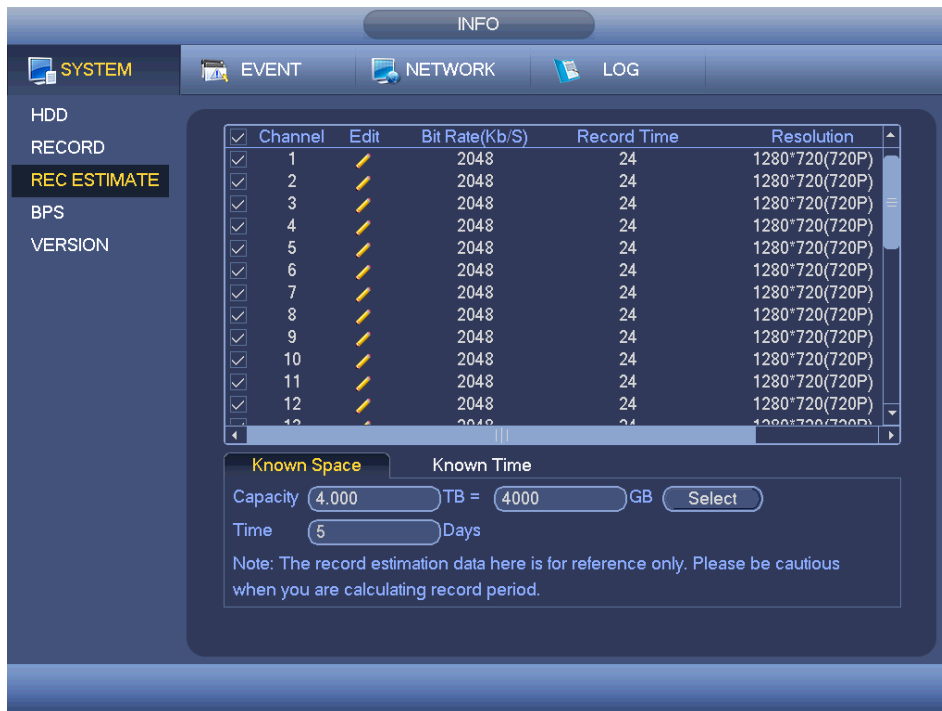 INFO
SYSTEM EVENT NETWORK LOG
HDD
RECORD
REC ESTIMATE
BPS
VERSION
Channel Edit Bit Rate(Kb/S) Record Time Resolution
1 2048 24 1280*720(720P)
2 2048 24 1280*720(720P)
3 2048 24 1280*720(720P)
4 2048 24 1280*720(720P)
5 2048 24 1280*720(720P)
6 2048 24 1280*720(720P)
7 2048 24 1280*720(720P)
8 2048 24 1280*720(720P)
9 2048 24 1280*720(720P)
10 2048 24 1280*720(720P)
11 2048 24 1280*720(720P)
12 2048 24 1280*720(720P)
13 2048 24 1280*720(720P)
Known Space Known Time
Capacity 4.000 TB = 4000 GB Select
Time 5 Days
Note: The record estimation data here is for reference only. Please be cautious
when you are calculating record period.